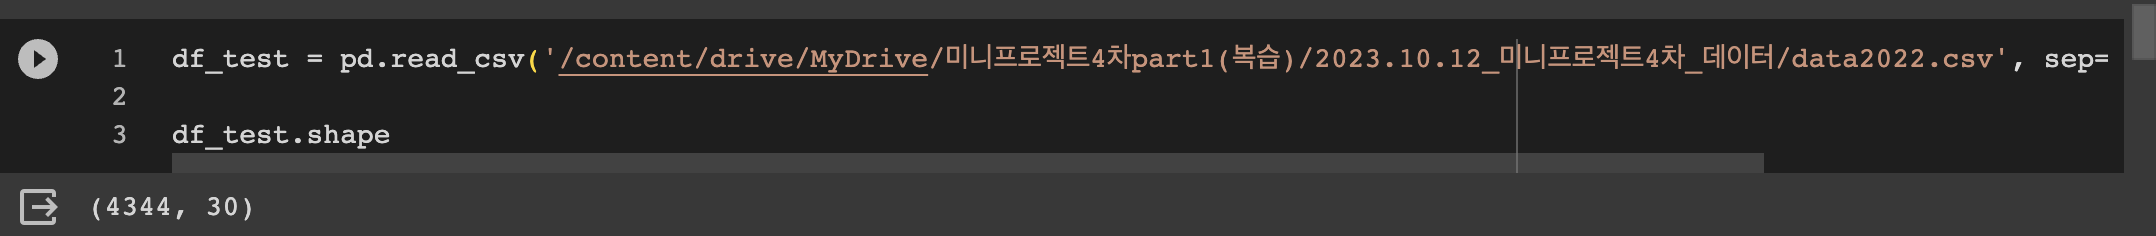 1 df_test = pd.read_csv('/content/drive/MyDrive/미니프로젝트4차part1(복습)/2023.10.12_미니프로젝트4차_데이터/data2022.csv', sep=
2
3 df_test.shape
(4344, 30)